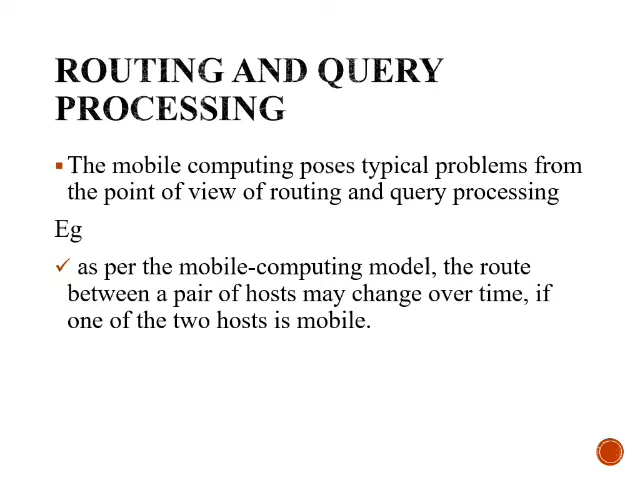 ROUTING AND QUERY
PROCESSING
▪ The mobile computing poses typical problems from
the point of view of routing and query processing
Eg
✓ as per the mobile-computing model, the route
between a pair of hosts may change over time, if
one of the two hosts is mobile.